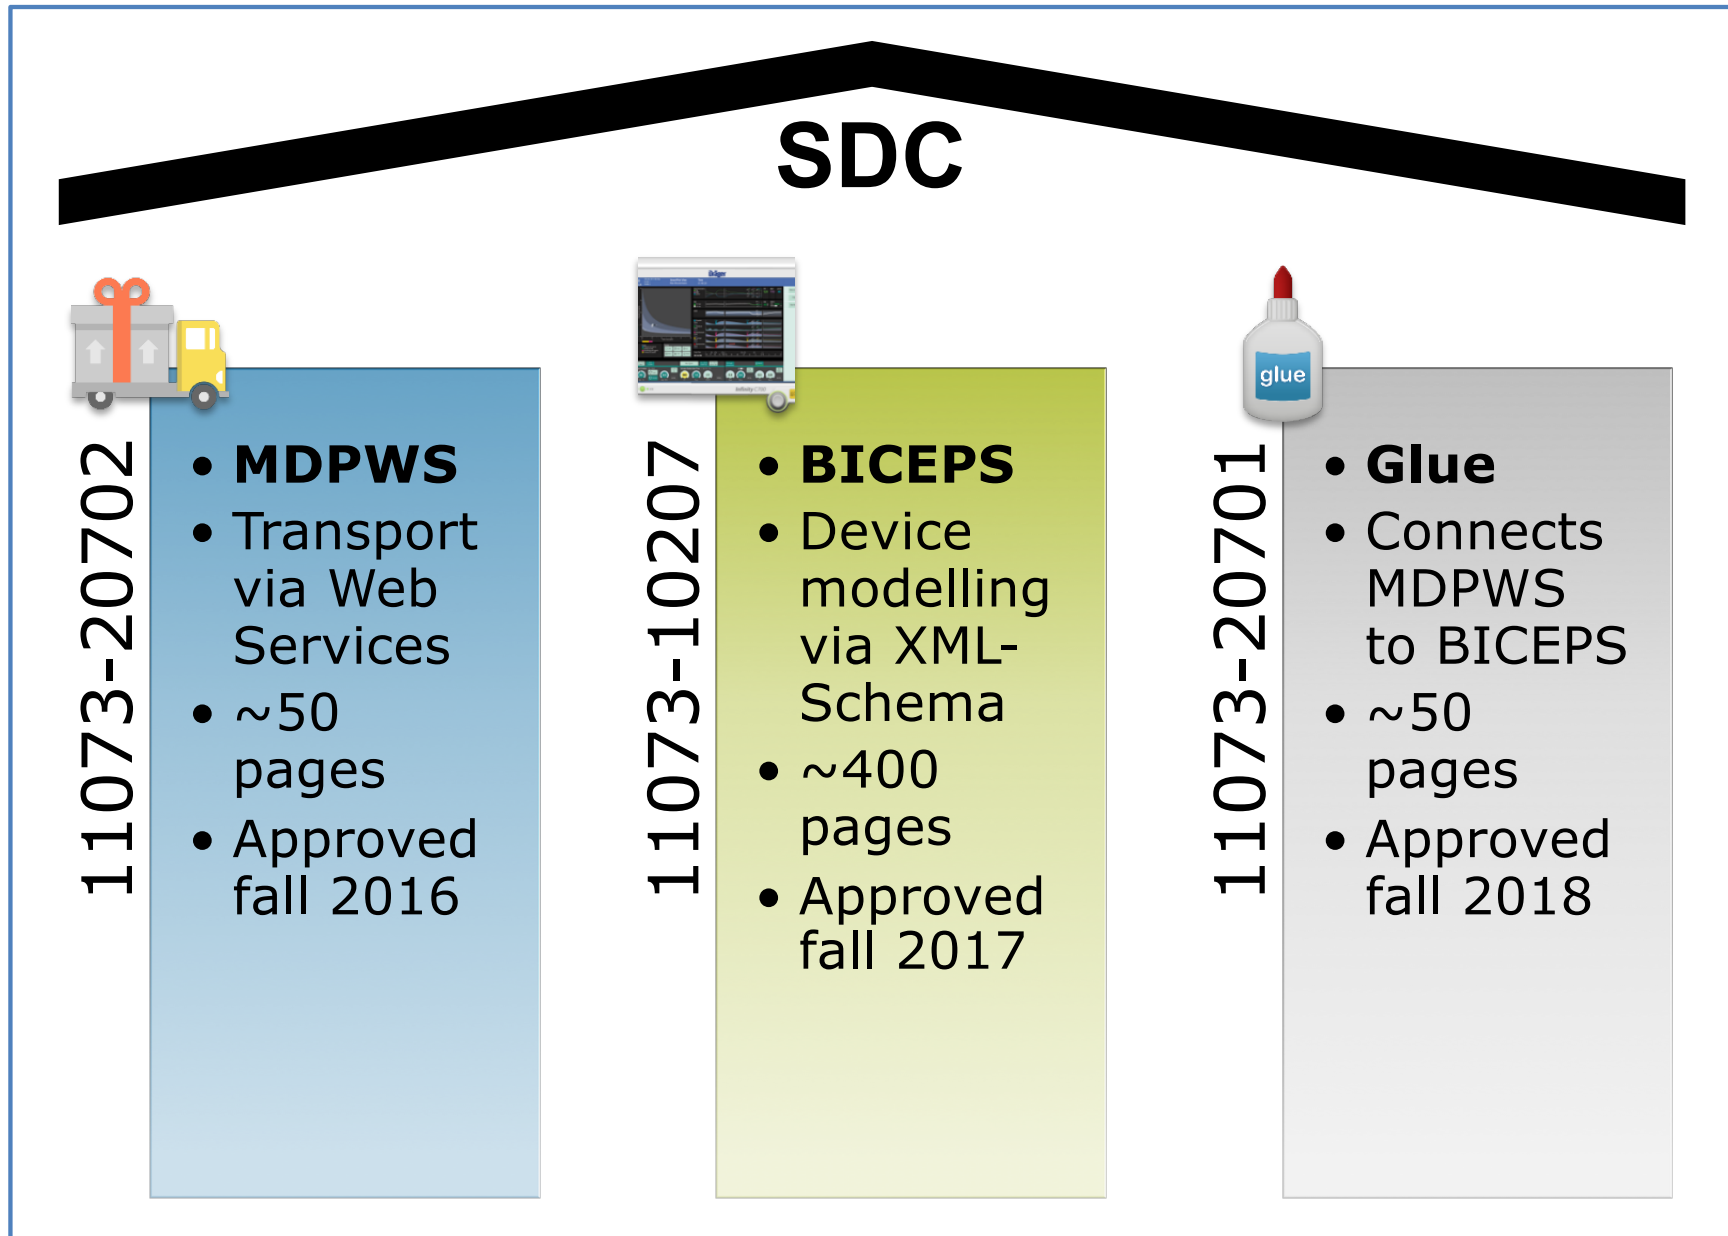 SDC
Dräger
glue
11073-20702
• MDPWS
• Transport
via Web
Services
• ~50
pages
• Approved
fall 2016
11073-10207
• BICEPS
• Device
modelling
via XML-
Schema
• ~400
pages
• Approved
fall 2017
11073-20701
• Glue
• Connects
MDPWS
to BICEPS
• ~50
pages
• Approved
fall 2018